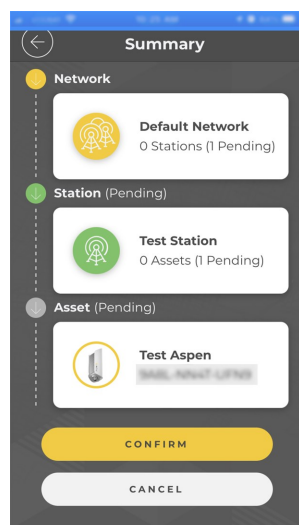 Summary
Network
Default Network
0 Stations (1 Pending)
Station (Pending)
Test Station
0 Assets (1 Pending)
Asset (Pending)
Test Aspen
CONFIRM
CANCEL